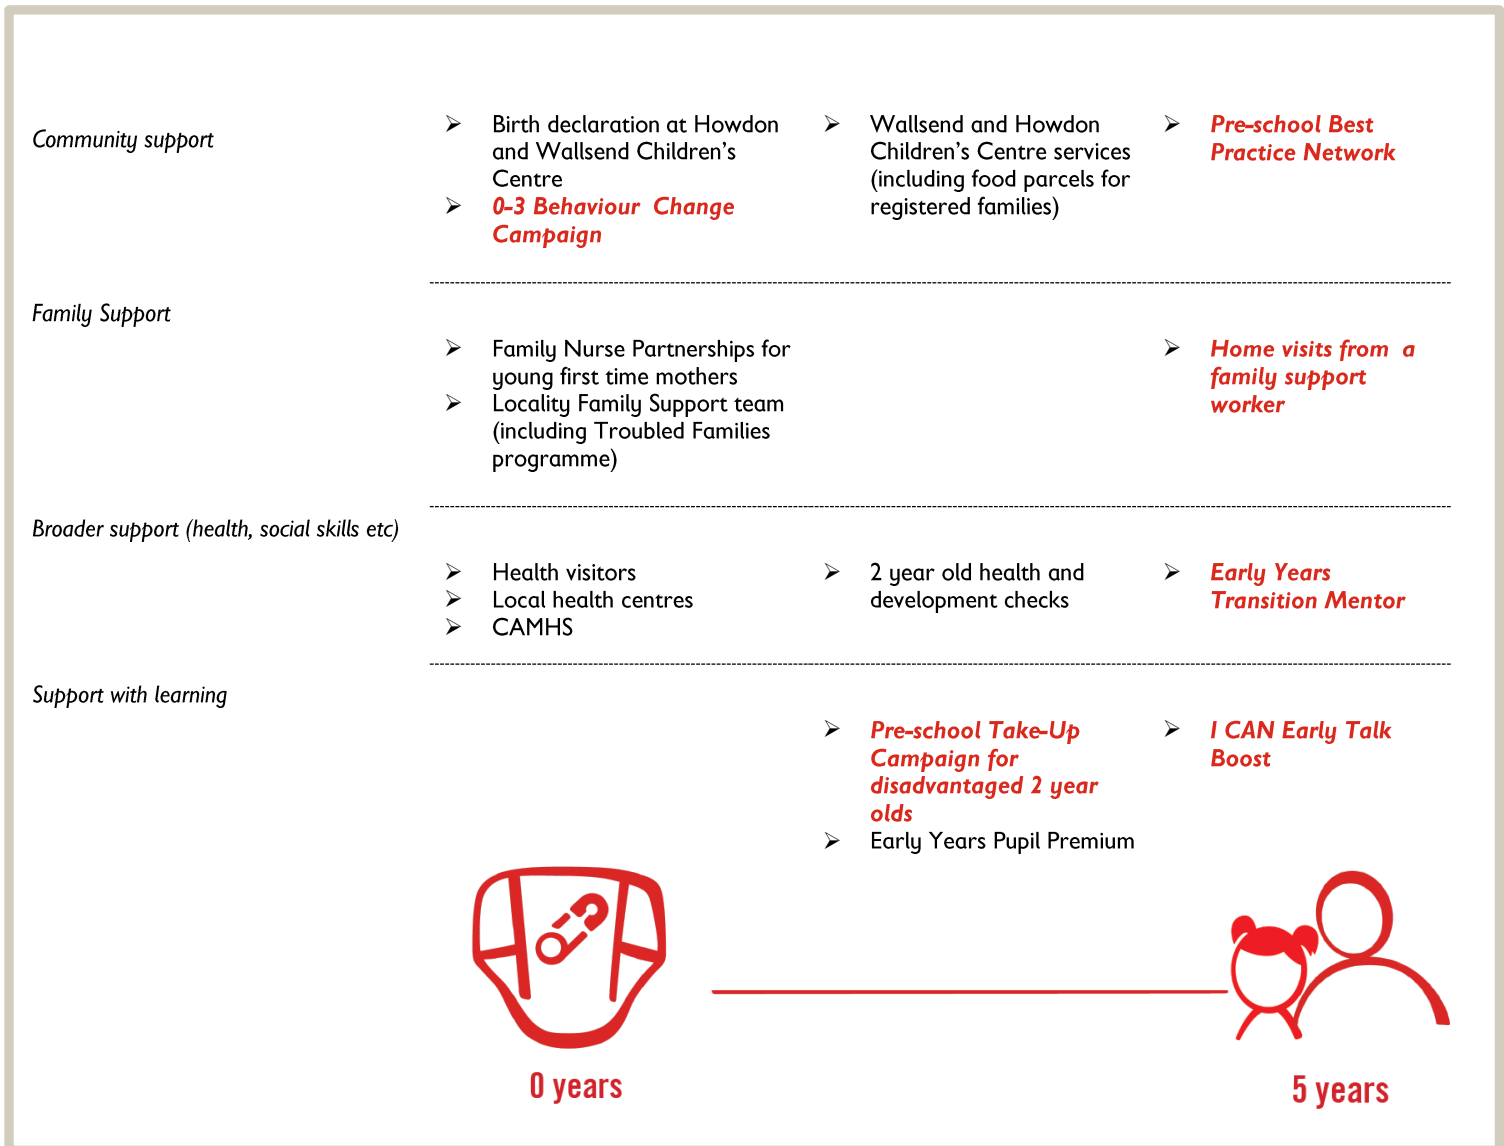 Community support
➢ Birth declaration at Howdon
and Wallsend Children's
Centre
➢ 0-3 Behaviour Change
Campaign
➢ Wallsend and Howdon
Children's Centre services
(including food parcels for
registered families)
➢ Pre-school Best
Practice Network
Family Support
➢ Family Nurse Partnerships for
young first time mothers
➢ Locality Family Support team
(including Troubled Families
programme)
➢ Home visits from a
family support
worker
Broader support (health, social skills etc)
➢ Health visitors
➢ Local health centres
➢ CAMHS
➢ 2 year old health and
development checks
➢ Early Years
Transition Mentor
Support with learning
➢ Pre-school Take-Up
Campaign for
disadvantaged 2 year
olds
➢ Early Years Pupil Premium
➢ I CAN Early Talk
Boost
0 years
5 years